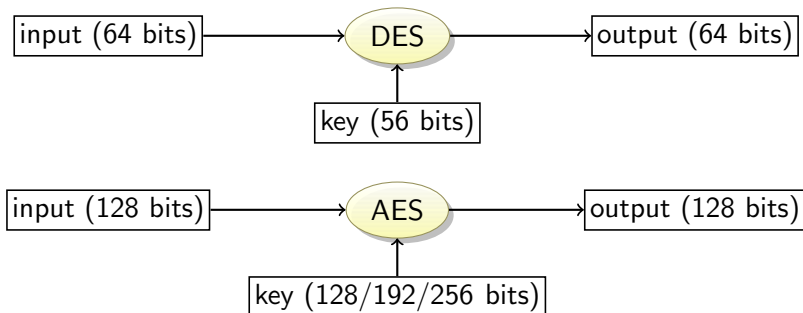 input (64 bits)
DES
output (64 bits)
key (56 bits)
input (128 bits)
AES
output (128 bits)
key (128/192/256 bits)